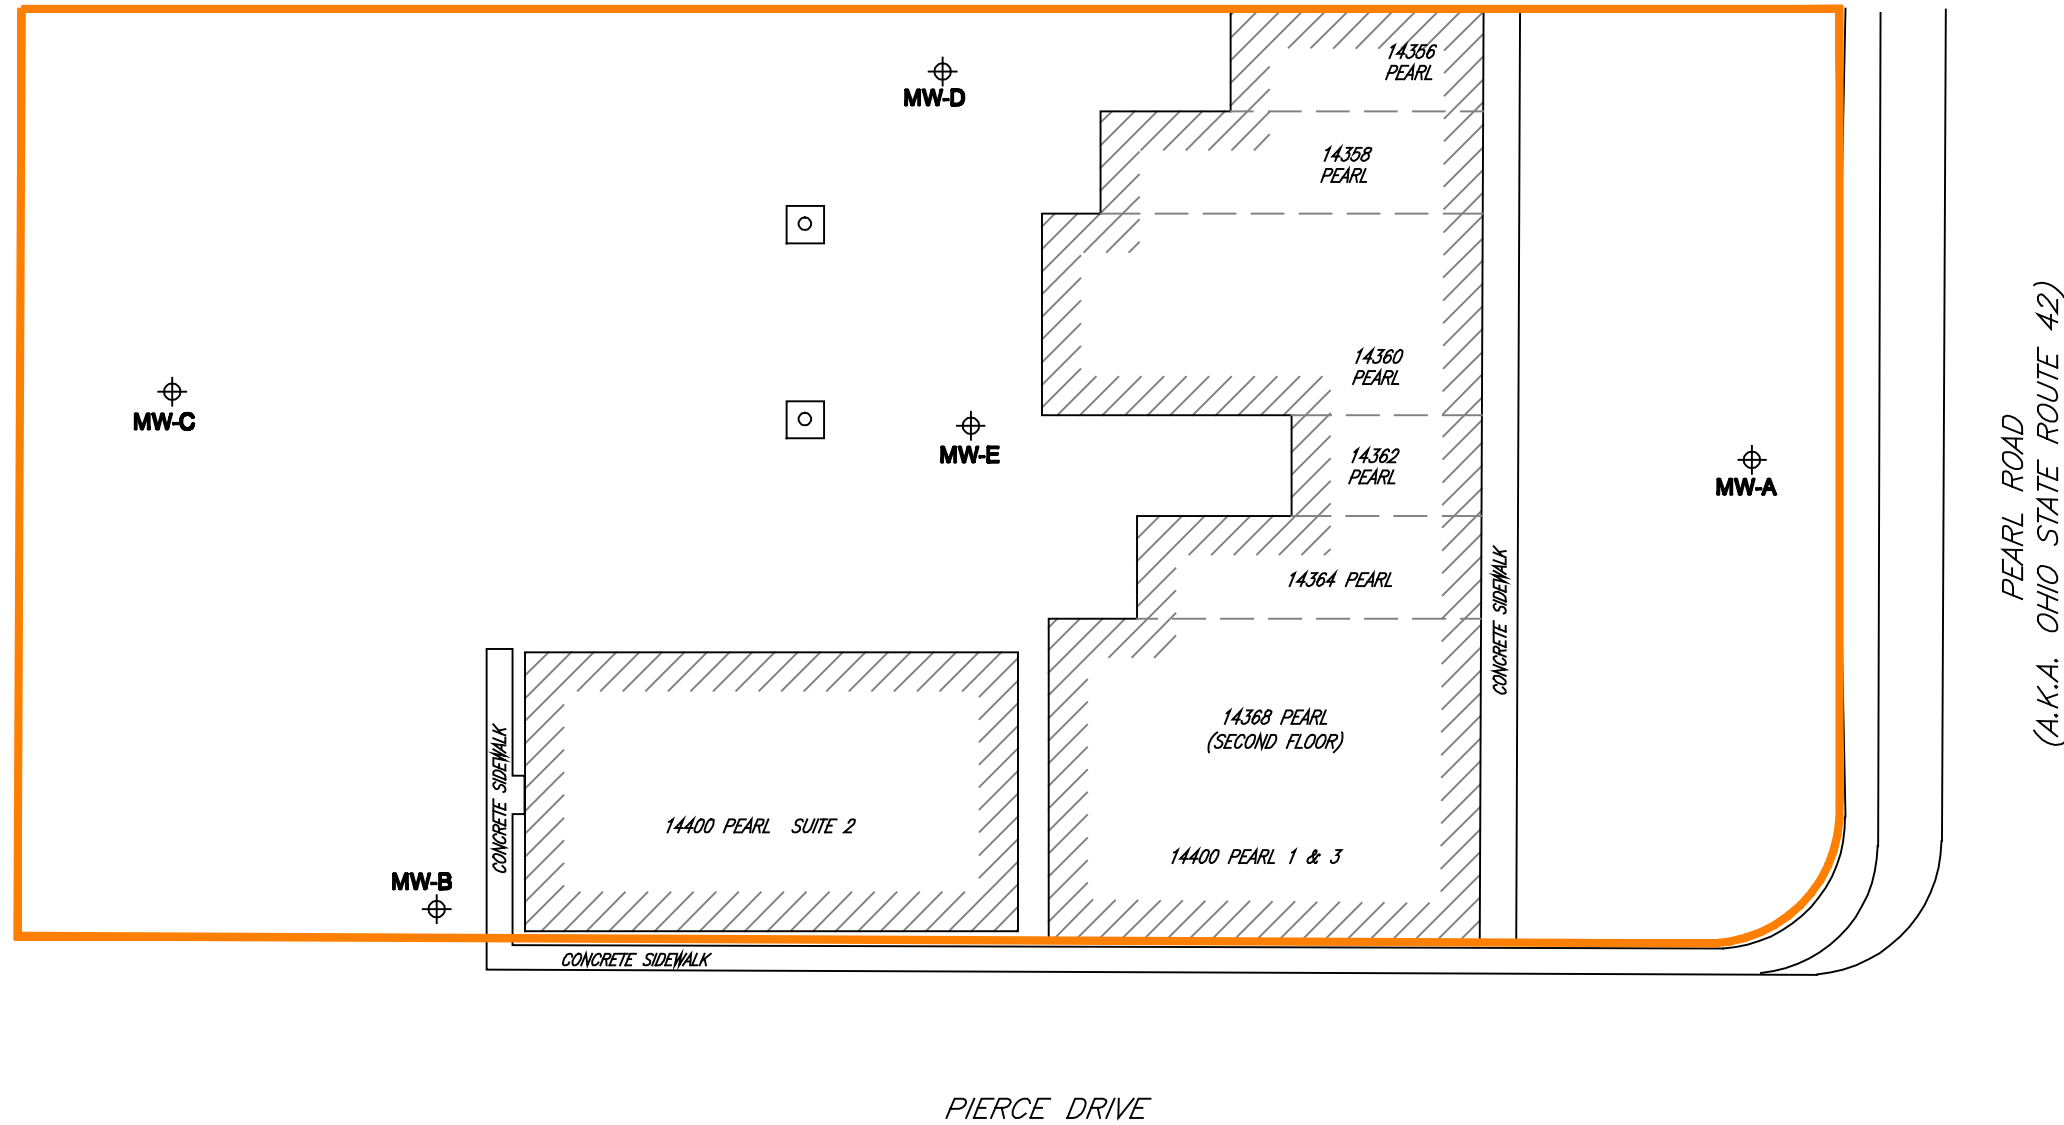 14356
PEARL
MW-D
14358
PEARL
14360
PEARL
MW-C
MW-E
14362
PEARL
MW-A
14364 PEARL
CONCRETE SIDEWALK
PEARL ROAD
(A.K.A. OHIO STATE ROUTE 42)
14368 PEARL
(SECOND FLOOR)
CONCRETE SIDEWALK
14400 PEARL SUITE 2
14400 PEARL 1 & 3
MW-B
CONCRETE SIDEWALK
PIERCE DRIVE